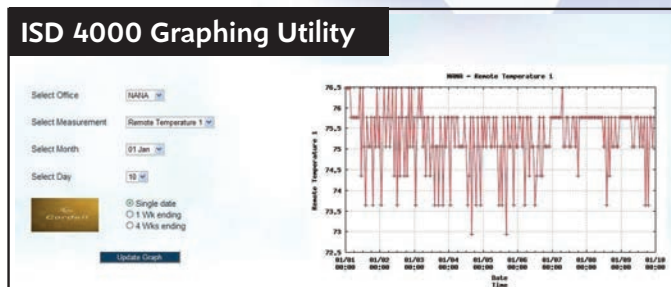 ISD 4000 Graphing Utility
Select Office
NANA
Select Measurement
Remote Temperature 1
Select Month
01 Jan
Select Day
10
Cordell
Single date
1 Wk ending
4 Wks ending
Update Graph
NANA - Remote Temperature 1
Remote Temperature 1
76.5
76
75.5
75
74.5
74
73.5
73
72.5
01/01 01/02 01/03 01/04 01/05 01/06 01/07 01/08 01/09 01/10
00:00 00:00 00:00 00:00 00:00 00:00 00:00 00:00 00:00 00:00
Date
Time